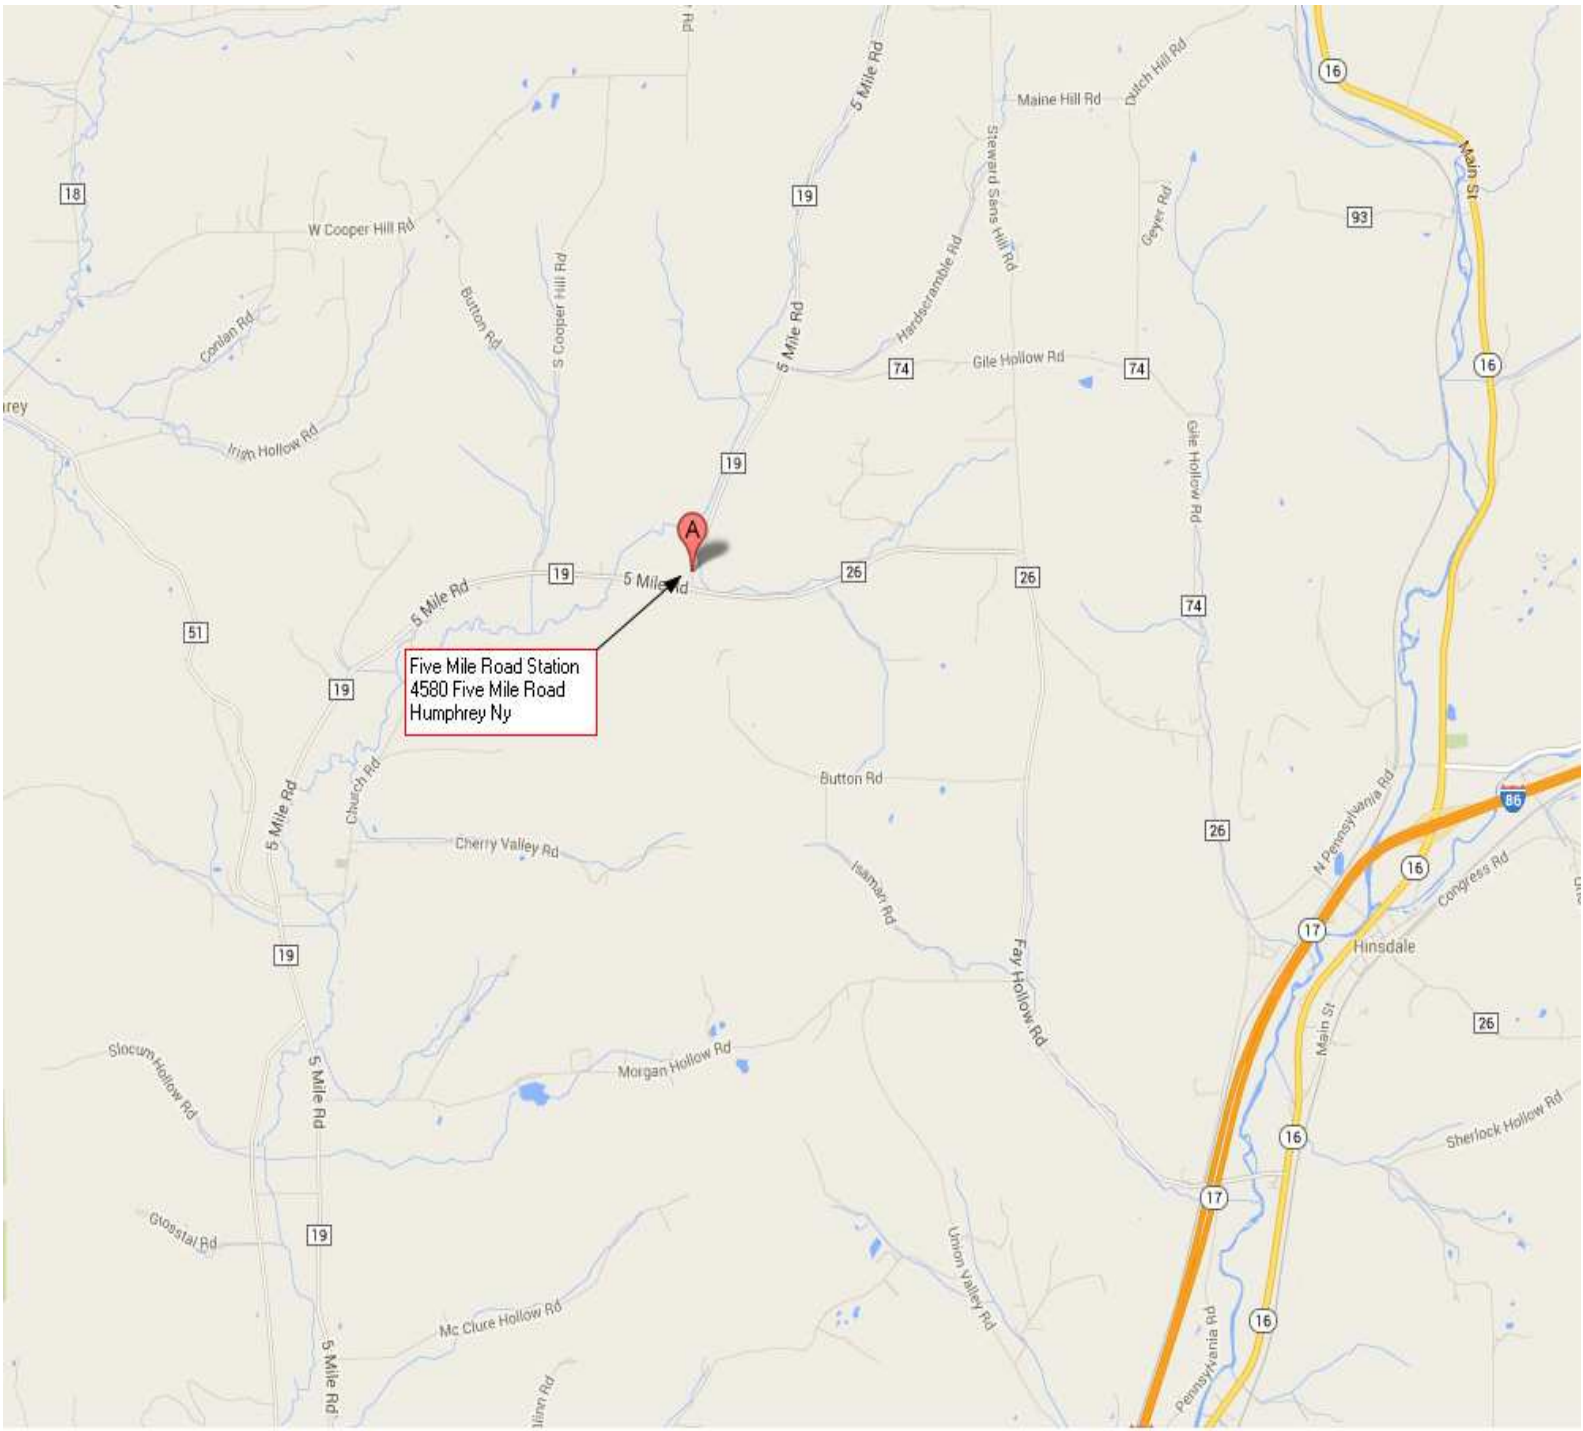 Rd
5 Mile Rd
16
Dutch Hill Rd
Maine Hill Rd
Main St
Steward Sans Hill Rd
18
19
Geyer Rd
93
W Cooper Hill Rd
Hardscramble Rd
S Cooper Hill Rd
Button Rd
Conlan Rd
5 Mile Rd
74
Gile Hollow Rd
74
16
rey
Irish Hollow Rd
19
Gile Hollow Rd
A
19
5 Mile Rd
26
26
5 Mile Rd
74
51
Five Mile Road Station
4580 Five Mile Road
Humphrey Ny
19
Button Rd
Church Rd
5 Mile Rd
86
N Pennsylvania Rd
26
Cherry Valley Rd
16
Congress Rd
Isaman Rd
17
Hinsdale
19
Fay Hollow Rd
26
Main St
Slocum Hollow Rd
Morgan Hollow Rd
5 Mile Rd
Sherlock Hollow Rd
16
17
Grosstal Rd
19
Union Valley Rd
Mc Clure Hollow Rd
16
5 Mile Rd
Pennsylvania Rd